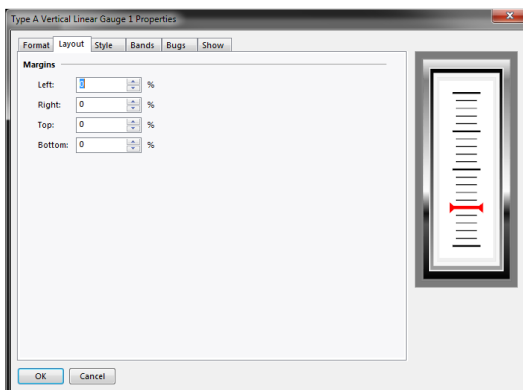 Type A Vertical Linear Gauge 1 Properties
Format Layout Style Bands Bugs Show
Margins
Left: 0 %
Right: 0 %
Top: 0 %
Bottom: 0 %
OK Cancel